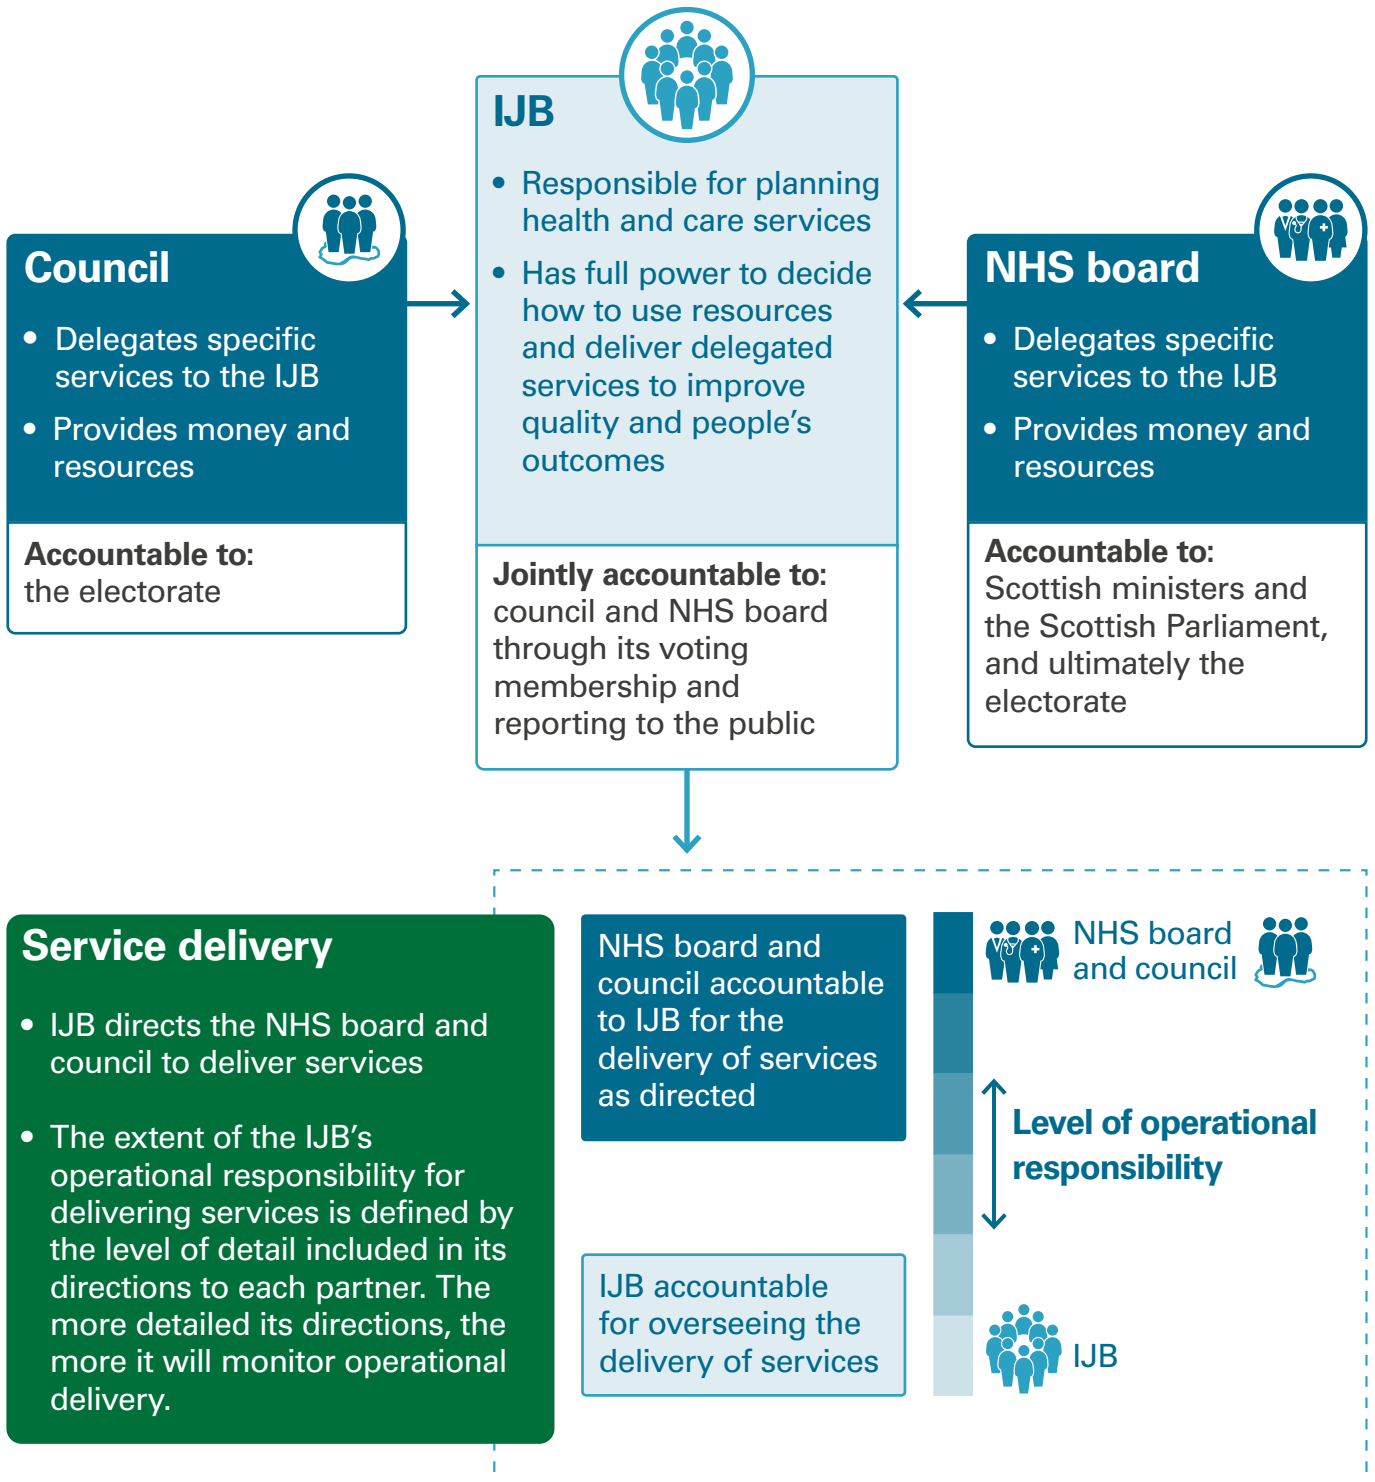 IJB
• Responsible for planning
health and care services
• Has full power to decide
how to use resources
and deliver delegated
services to improve
quality and people's
outcomes
Jointly accountable to:
council and NHS board
through its voting
membership and
reporting to the public
Council
• Delegates specific
services to the IJB
• Provides money and
resources
Accountable to:
the electorate
NHS board
• Delegates specific
services to the IJB
• Provides money and
resources
Accountable to:
Scottish ministers and
the Scottish Parliament,
and ultimately the
electorate
Service delivery
• IJB directs the NHS board and
council to deliver services
• The extent of the IJB's
operational responsibility for
delivering services is defined by
the level of detail included in its
directions to each partner. The
more detailed its directions, the
more it will monitor operational
delivery.
NHS board and
council accountable
to IJB for the
delivery of services
as directed
IJB accountable
for overseeing the
delivery of services
NHS board
and council
Level of operational
responsibility
IJB